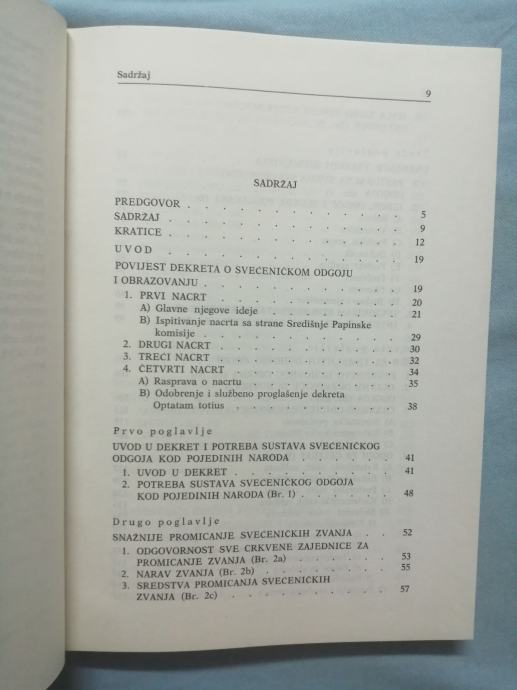 Sadržaj
9
SADRŽAJ
PREDGOVOR . . . . . . . . . . . . . 5
SADRŽAJ . . . . . . . . . . . . . 9
KRATICE . . . . . . . . . . . . . 12
UVOD . . . . . . . . . . . . . 19
POVIJEST DEKRETA O SVEĆENIČKOM ODGOJU
I OBRAZOVANJU . . . . . . . . . . . 19
1. PRVI NACRT . . . . . . . . . . . 20
A) Glavne njegove ideje . . . . . . . . 21
B) Ispitivanje nacrta sa strane Središnje Papinske
komisije . . . . . . . . . . . 29
2. DRUGI NACRT . . . . . . . . . . 30
3. TREĆI NACRT . . . . . . . . . . 32
4. ČETVRTI NACRT . . . . . . . . . . 34
A) Rasprava o nacrtu . . . . . . . . 35
B) Odobrenje i službeno proglašenje dekreta
Optatam totius . . . . . . . . . 38
Prvo poglavlje
UVOD U DEKRET I POTREBA SUSTAVA SVEĆENIČKOG
ODGOJA KOD POJEDINIH NARODA . . . . . . 41
1. UVOD U DEKRET . . . . . . . . . 41
2. POTREBA SUSTAVA SVEĆENIČKOG ODGOJA
KOD POJEDINIH NARODA (Br. 1) . . . . . . 48
Drugo poglavlje
SNAŽNIJE PROMICANJE SVEĆENIČKIH ZVANJA . . 52
1. ODGOVORNOST SVE CRKVENE ZAJEDNICE ZA
PROMICANJE ZVANJA (Br. 2a) . . . . . . 53
2. NARAV ZVANJA (Br. 2b) . . . . . . . . 55
3. SREDSTVA PROMICANJA SVEĆENIČKIH
ZVANJA (Br. 2c) . . . . . . . . . 57